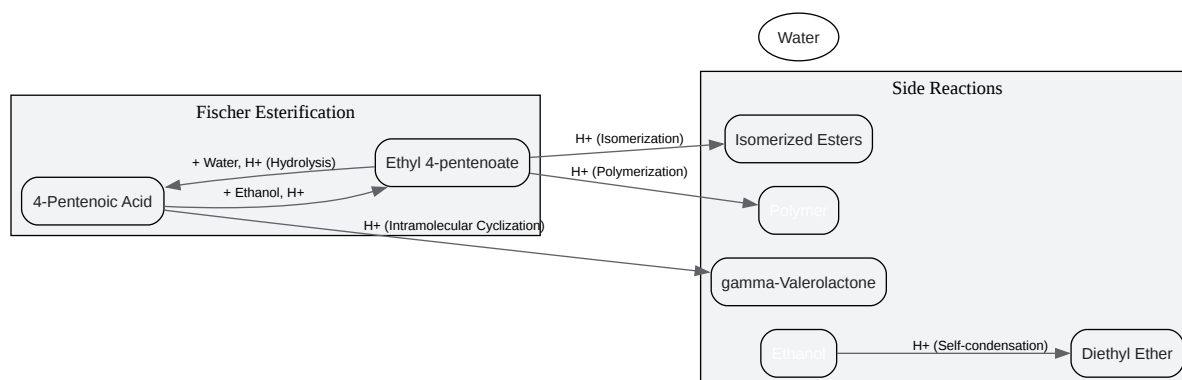 Water
Side Reactions
Fischer Esterification
H+ (Isomerization)
Isomerized Esters
+ Water, H+ (Hydrolysis)
Ethyl 4-pentenoate
H+ (Polymerization)
4-Pentenoic Acid
+ Ethanol, H+
Polymer
H+ (Intramolecular Cyclization)
gamma-Valerolactone
Ethanol
H+ (Self-condensation)
Diethyl Ether